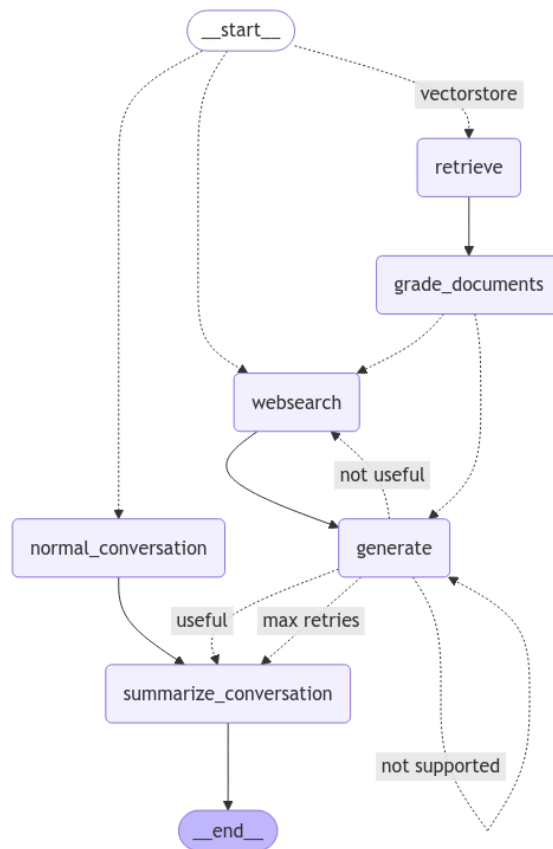 __start__
vectorstore
retrieve
grade_documents
websearch
not useful
normal_conversation
generate
useful
max retries
summarize_conversation
not supported
__end__